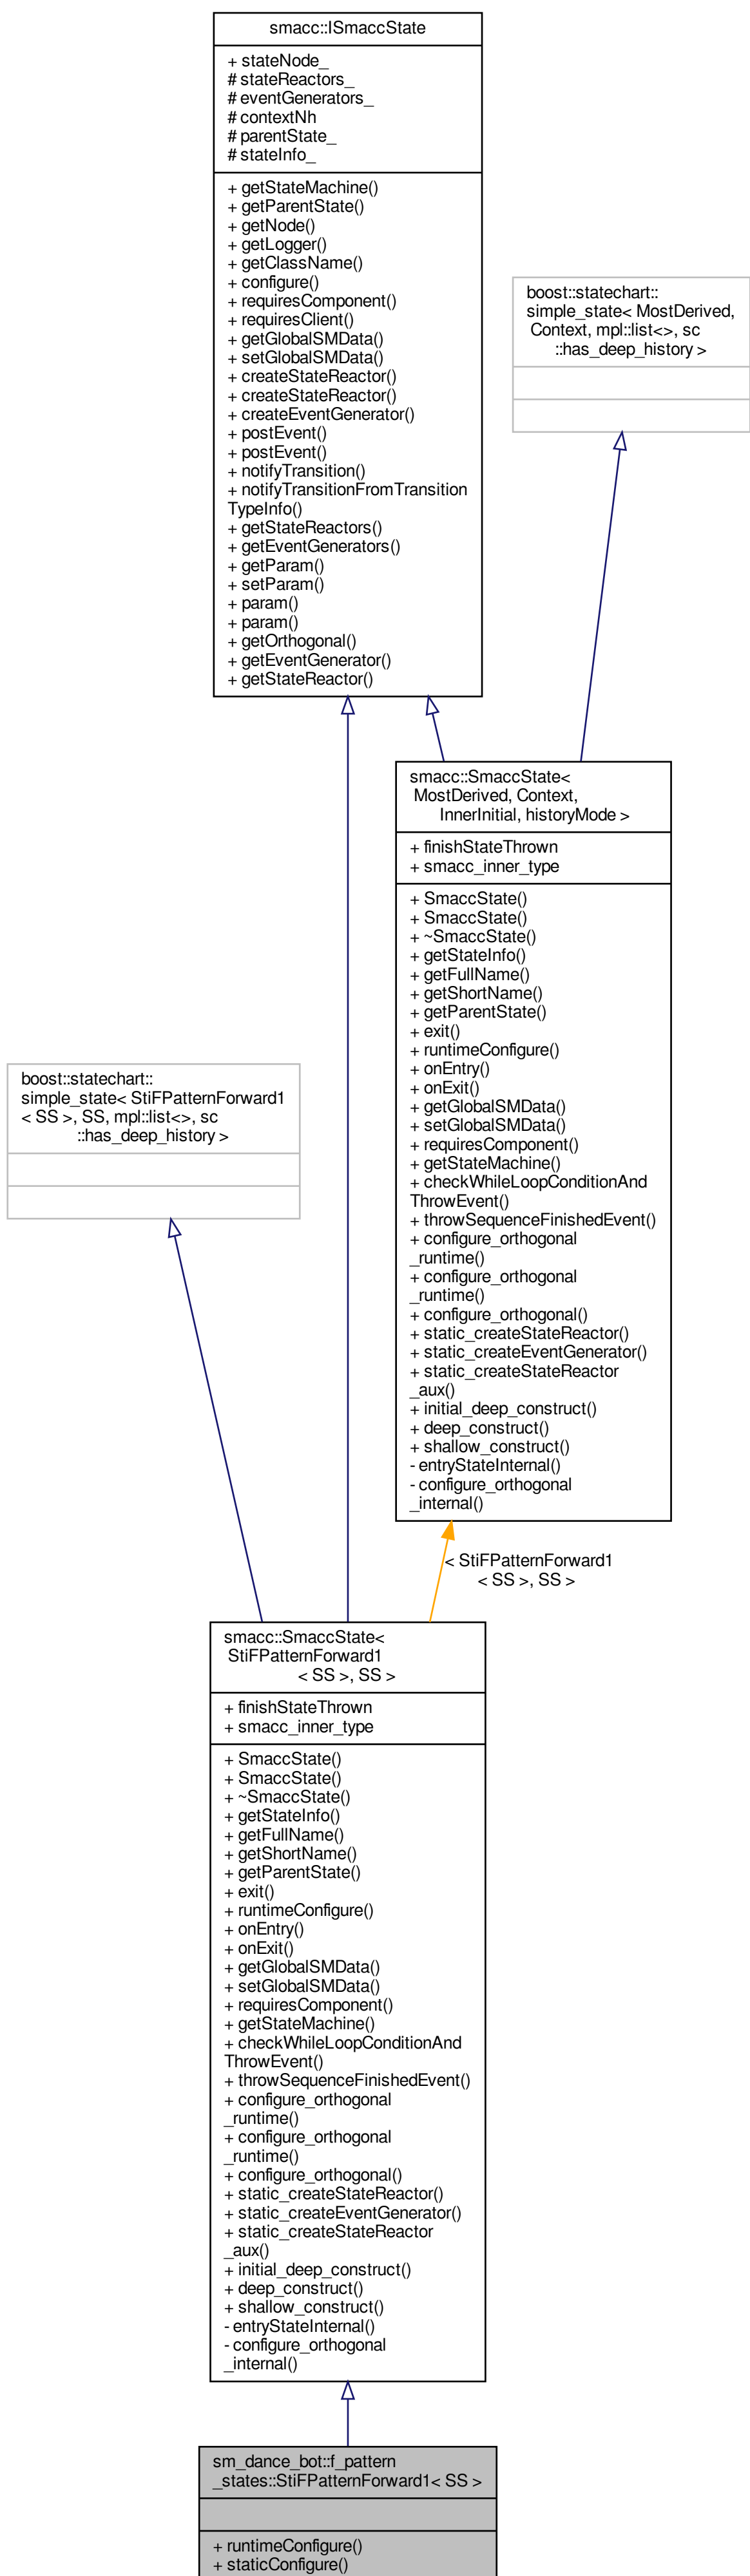 smacc::ISmaccState
+ stateNode_
# stateReactors_
# eventGenerators_
# contextNh
# parentState_
# stateInfo_
+ getStateMachine()
+ getParentState()
+ getNode()
+ getLogger()
+ getClassName()
+ configure()
+ requiresComponent()
+ requiresClient()
+ getGlobalSMData()
+ setGlobalSMData()
+ createStateReactor()
+ createStateReactor()
+ createEventGenerator()
+ postEvent()
+ postEvent()
+ notifyTransition()
+ notifyTransitionFromTransition
TypeInfo()
+ getStateReactors()
+ getEventGenerators()
+ getParam()
+ setParam()
+ param()
+ param()
+ getOrthogonal()
+ getEventGenerator()
+ getStateReactor()
boost::statechart::
simple_state< MostDerived,
Context, mpl::list<>, sc
::has_deep_history >
smacc::SmaccState<
MostDerived, Context,
InnerInitial, historyMode >
+ finishStateThrown
+ smacc_inner_type
+ SmaccState()
+ SmaccState()
+ ~SmaccState()
+ getStateInfo()
+ getFullName()
+ getShortName()
+ getParentState()
+ exit()
+ runtimeConfigure()
+ onEntry()
+ onExit()
+ getGlobalSMData()
+ setGlobalSMData()
+ requiresComponent()
+ getStateMachine()
+ checkWhileLoopConditionAnd
ThrowEvent()
+ throwSequenceFinishedEvent()
+ configure_orthogonal
_runtime()
+ configure_orthogonal
_runtime()
+ configure_orthogonal()
+ static_createStateReactor()
+ static_createEventGenerator()
+ static_createStateReactor
_aux()
+ initial_deep_construct()
+ deep_construct()
+ shallow_construct()
- entryStateInternal()
- configure_orthogonal
_internal()
boost::statechart::
simple_state< StiFPatternForward1
< SS >, SS, mpl::list<>, sc
::has_deep_history >
< StiFPatternForward1
< SS >, SS >
smacc::SmaccState<
StiFPatternForward1
< SS >, SS >
+ finishStateThrown
+ smacc_inner_type
+ SmaccState()
+ SmaccState()
+ ~SmaccState()
+ getStateInfo()
+ getFullName()
+ getShortName()
+ getParentState()
+ exit()
+ runtimeConfigure()
+ onEntry()
+ onExit()
+ getGlobalSMData()
+ setGlobalSMData()
+ requiresComponent()
+ getStateMachine()
+ checkWhileLoopConditionAnd
ThrowEvent()
+ throwSequenceFinishedEvent()
+ configure_orthogonal
_runtime()
+ configure_orthogonal
_runtime()
+ configure_orthogonal()
+ static_createStateReactor()
+ static_createEventGenerator()
+ static_createStateReactor
_aux()
+ initial_deep_construct()
+ deep_construct()
+ shallow_construct()
- entryStateInternal()
- configure_orthogonal
_internal()
sm_dance_bot::f_pattern
_states::StiFPatternForward1< SS >
+ runtimeConfigure()
+ staticConfigure()